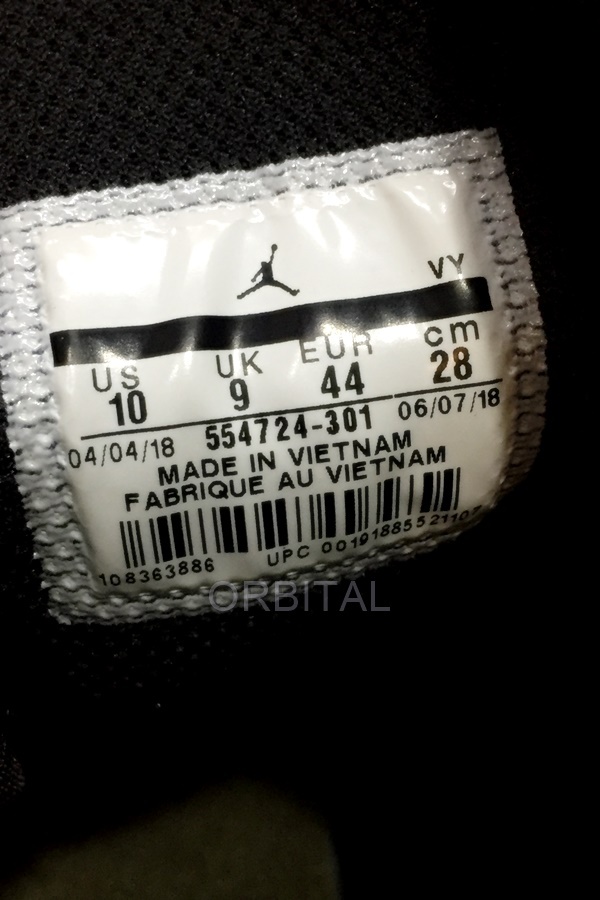 VY
US UK EUR cm
10 9 44 28
04/04/18 554724-301 06/07/18
MADE IN VIETNAM
FABRIQUE AU VIETNAM
108363886 UPC 00191885521107
ORBITAL